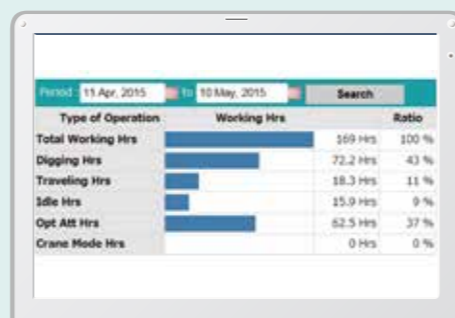 Period : 11 Apr, 2015 to 10 May, 2015 Search
Type of Operation Working Hrs Ratio
Total Working Hrs 169 Hrs 100 %
Digging Hrs 72.2 Hrs 43 %
Traveling Hrs 18.3 Hrs 11 %
Idle Hrs 15.9 Hrs 9 %
Opt Att Hrs 62.5 Hrs 37 %
Crane Mode Hrs 0 Hrs 0 %